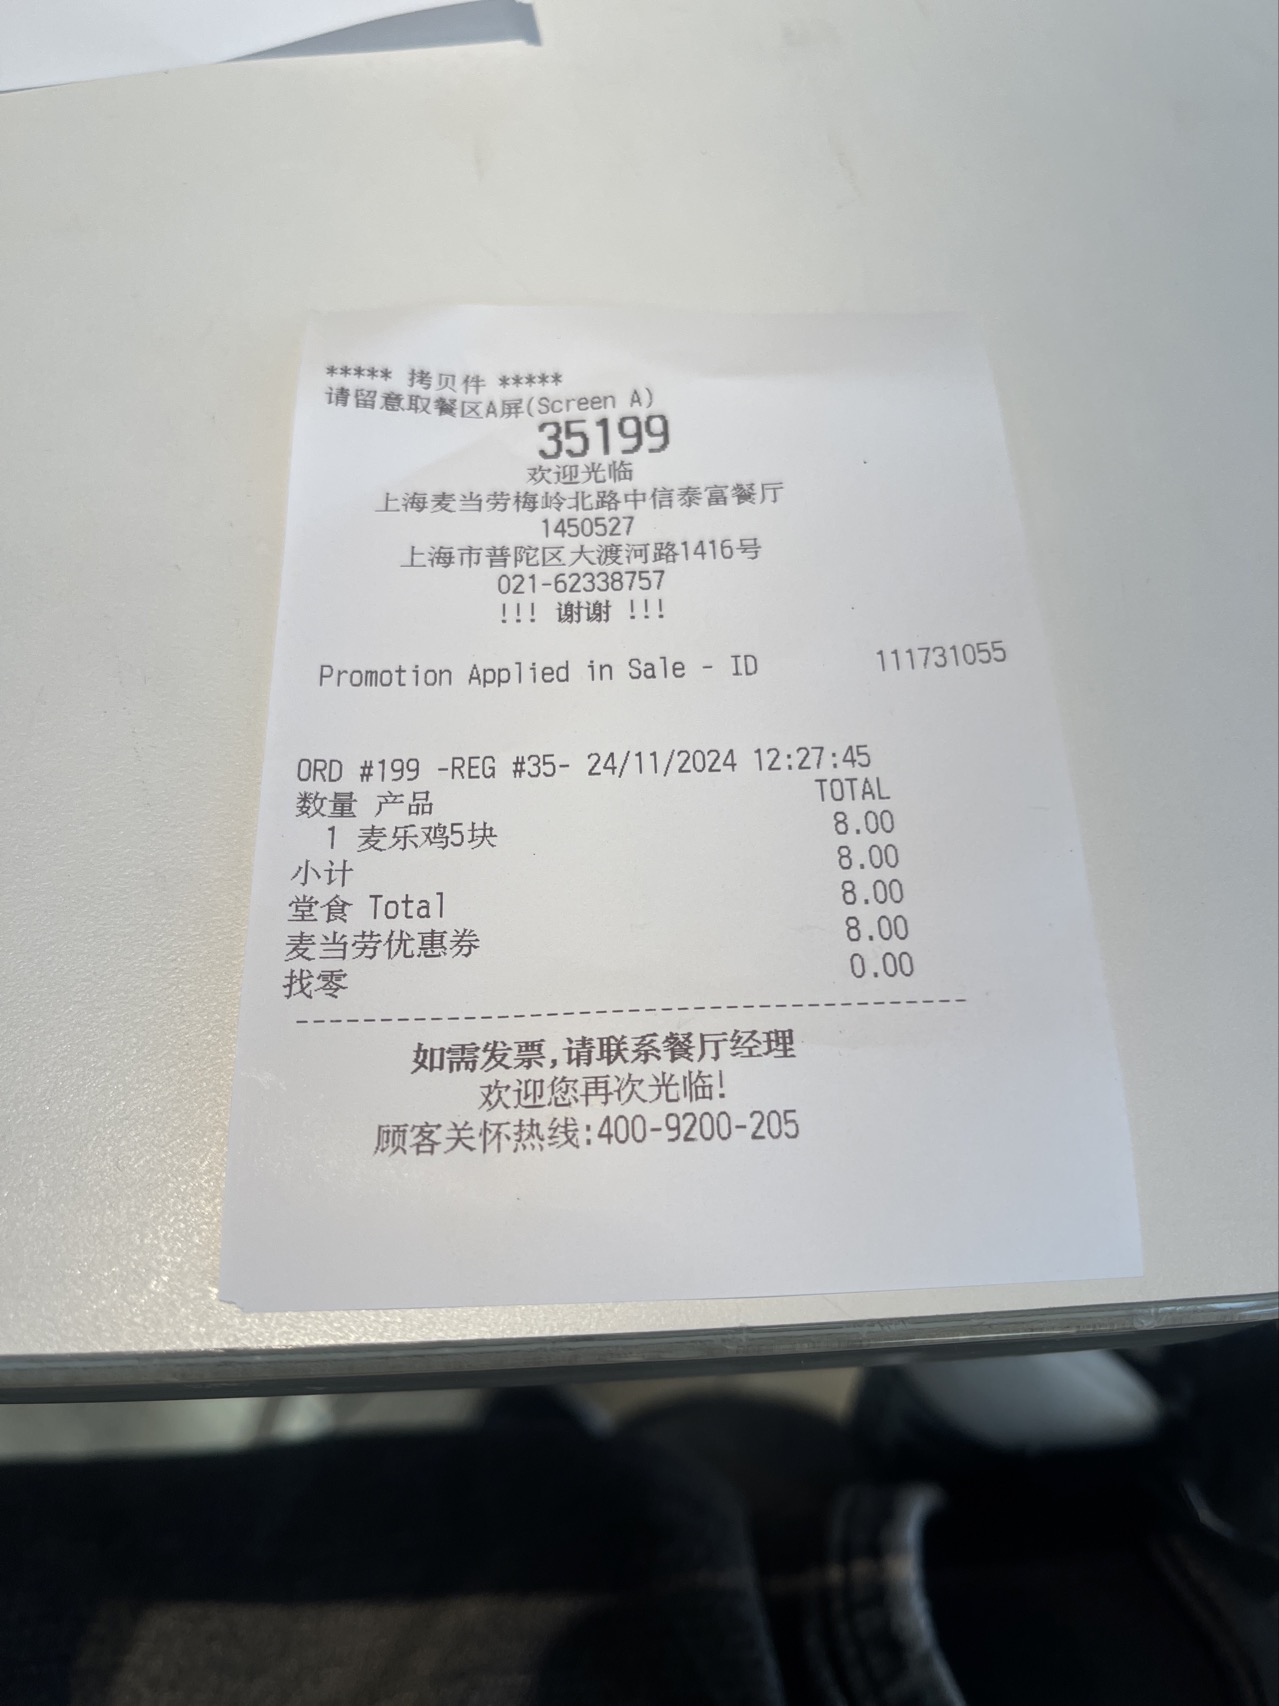 ***** 拷贝件 *****
请留意取餐区A屏(Screen A)
35199
欢迎光临
上海麦当劳梅岭北路中信泰富餐厅
1450527
上海市普陀区大渡河路1416号
021-62338757
!!! 谢谢 !!!
Promotion Applied in Sale - ID 111731055
ORD #199 -REG #35- 24/11/2024 12:27:45
数量 产品 TOTAL
1 麦乐鸡5块 8.00
小计 8.00
堂食 Total 8.00
麦当劳优惠券 8.00
找零 0.00
------------------------------------------
如需发票,请联系餐厅经理
欢迎您再次光临!
顾客关怀热线:400-9200-205